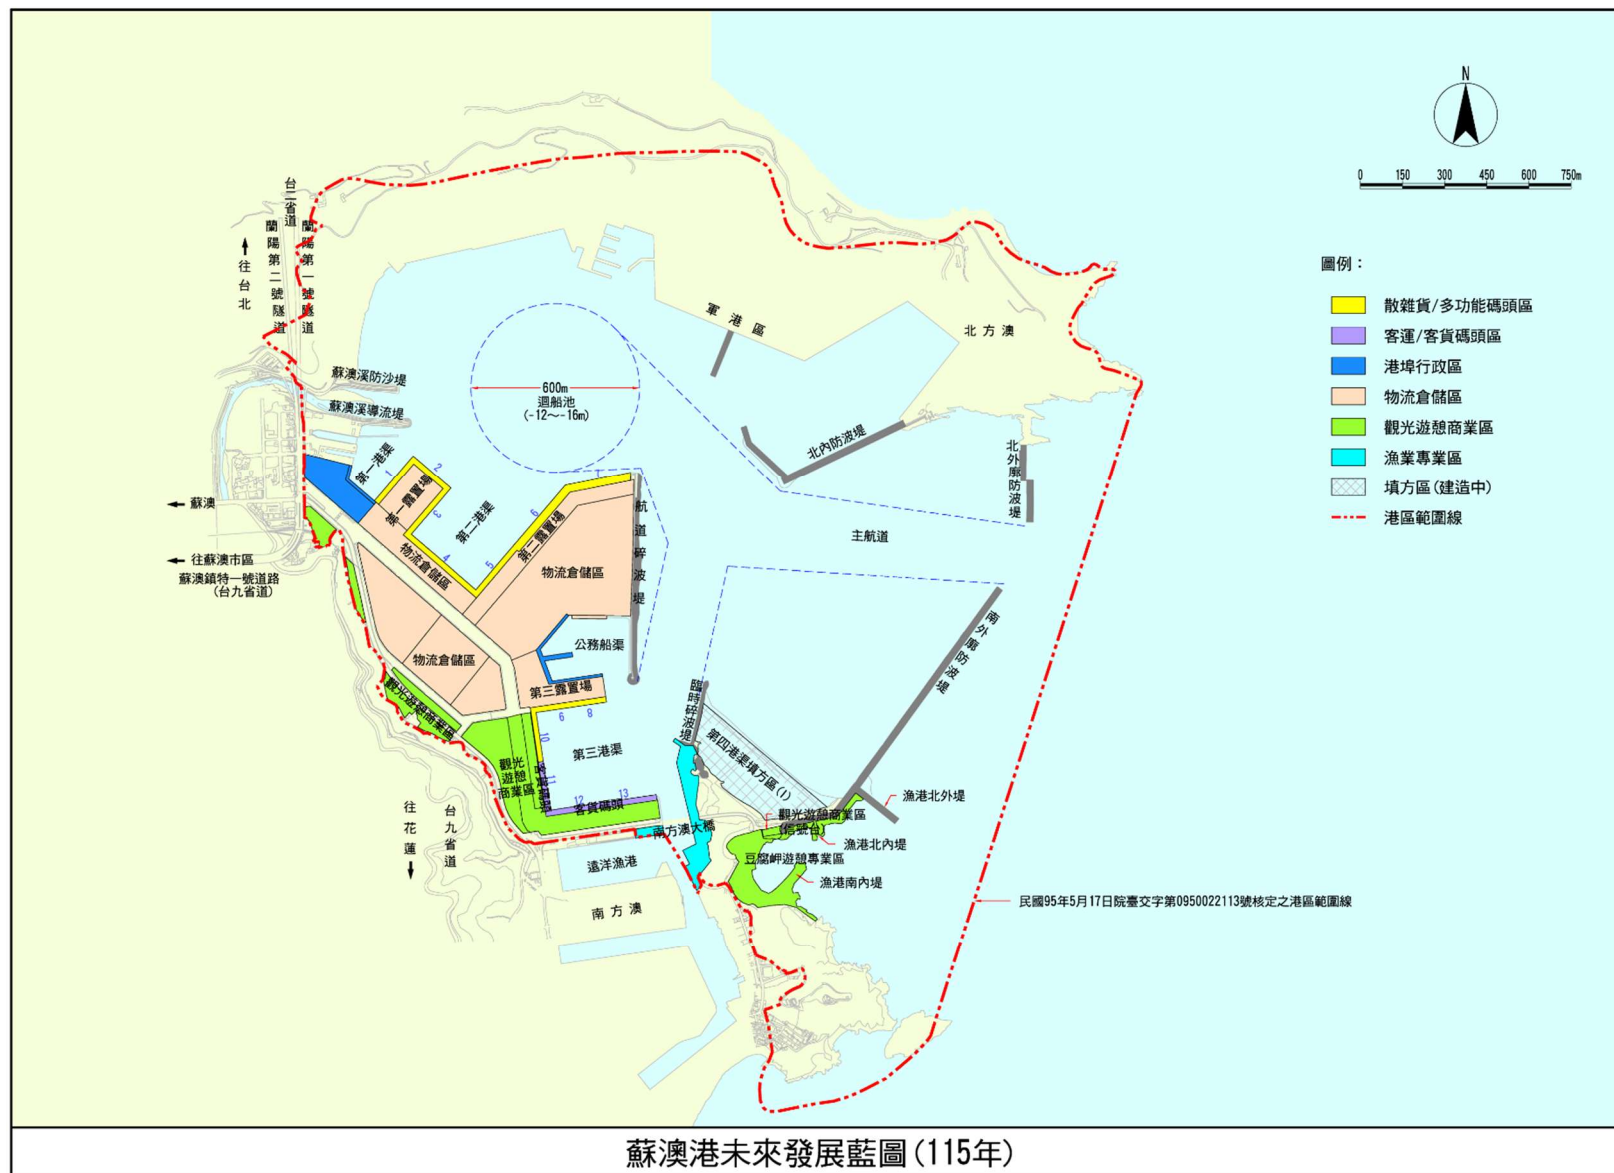 N
0 150 300 450 600 750m
圖例：
散雜貨/多功能碼頭區
客運/客貨碼頭區
港埠行政區
物流倉儲區
觀光遊憩商業區
漁業專業區
填方區(建造中)
港區範圍線
台二省道
蘭陽第一號隧道
蘭陽第二號隧道
往台北
軍港區
北方澳
蘇澳溪防沙堤
蘇澳溪導流堤
600m
迴船池
(-12～-16m)
北內防波堤
北外廓防波堤
第一港渠
1
2
第一露置場
3
第二港渠
4
5
6
第二露置場
7
航道碎波堤
主航道
蘇澳
往蘇澳市區
蘇澳鎮特一號道路
(台九省道)
物流倉儲區
物流倉儲區
物流倉儲區
公務船渠
南外廓防波堤
第三露置場
觀光遊憩商業區
臨時碎波堤
6
8
10
11
12
13
第三港渠
第四港渠填方區(I)
觀光
遊憩
商業區
客貨碼頭
南方澳大橋
觀光遊憩商業區
(信號台)
漁港北外堤
漁港北內堤
豆腐岬遊憩專業區
漁港南內堤
往花蓮
台九省道
遠洋漁港
南方澳
民國95年5月17日院臺交字第0950022113號核定之港區範圍線
蘇澳港未來發展藍圖(115年)